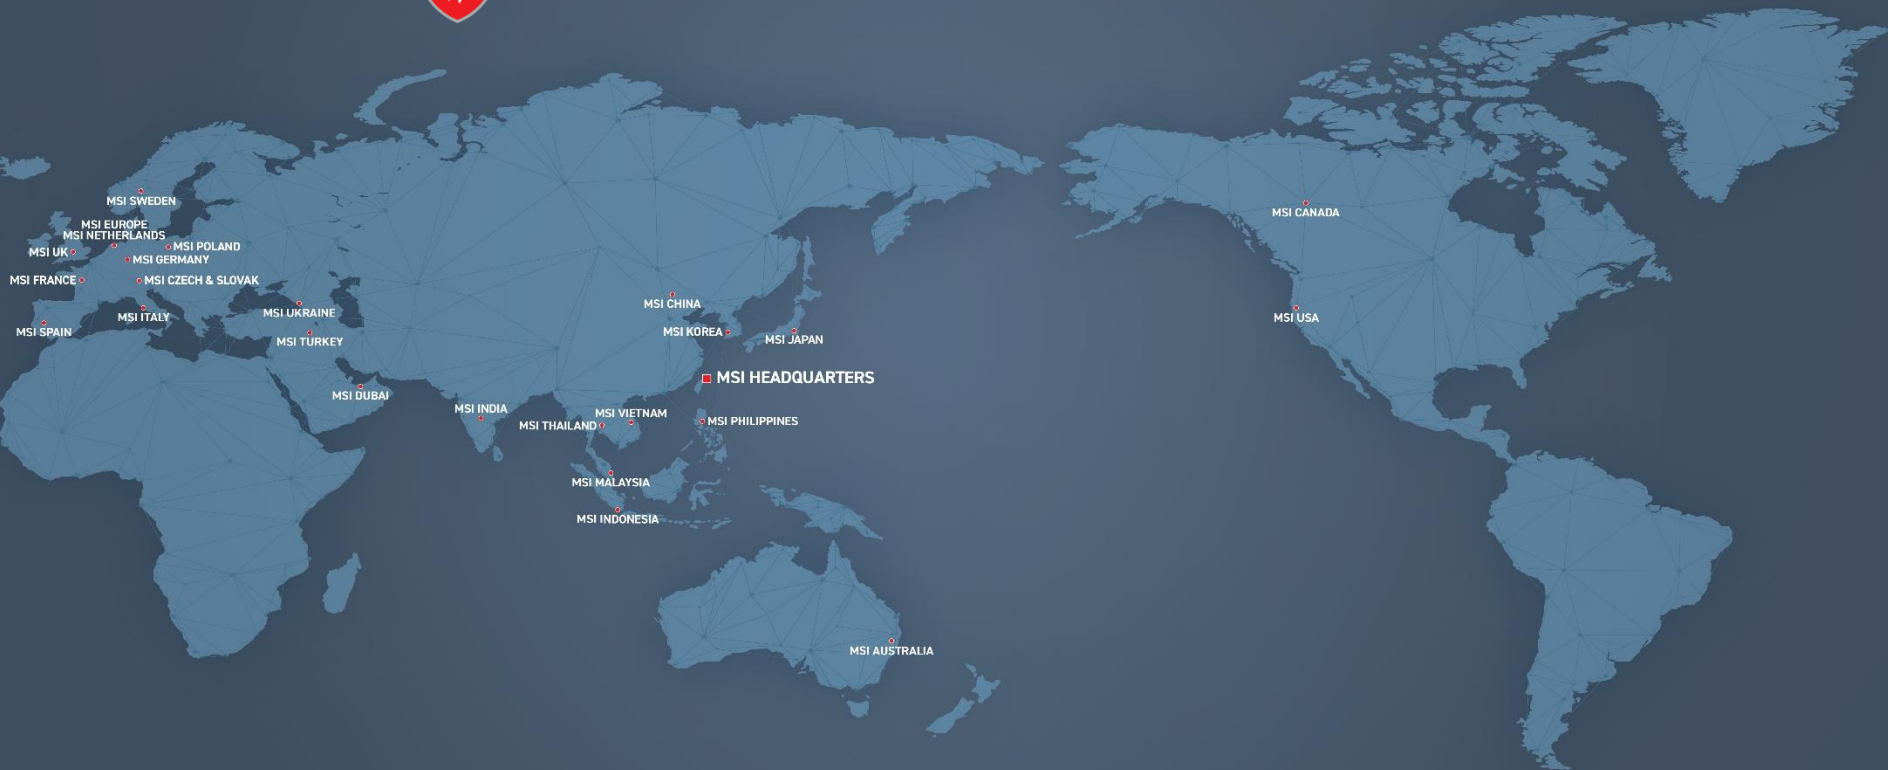 MSI SWEDEN
MSI EUROPE
MSI NETHERLANDS
MSI UK
MSI POLAND
MSI GERMANY
MSI FRANCE
MSI CZECH & SLOVAK
MSI ITALY
MSI SPAIN
MSI UKRAINE
MSI TURKEY
MSI DUBAI
MSI INDIA
MSI CHINA
MSI KOREA
MSI JAPAN
MSI HEADQUARTERS
MSI VIETNAM
MSI THAILAND
MSI PHILIPPINES
MSI MALAYSIA
MSI INDONESIA
MSI AUSTRALIA
MSI CANADA
MSI USA